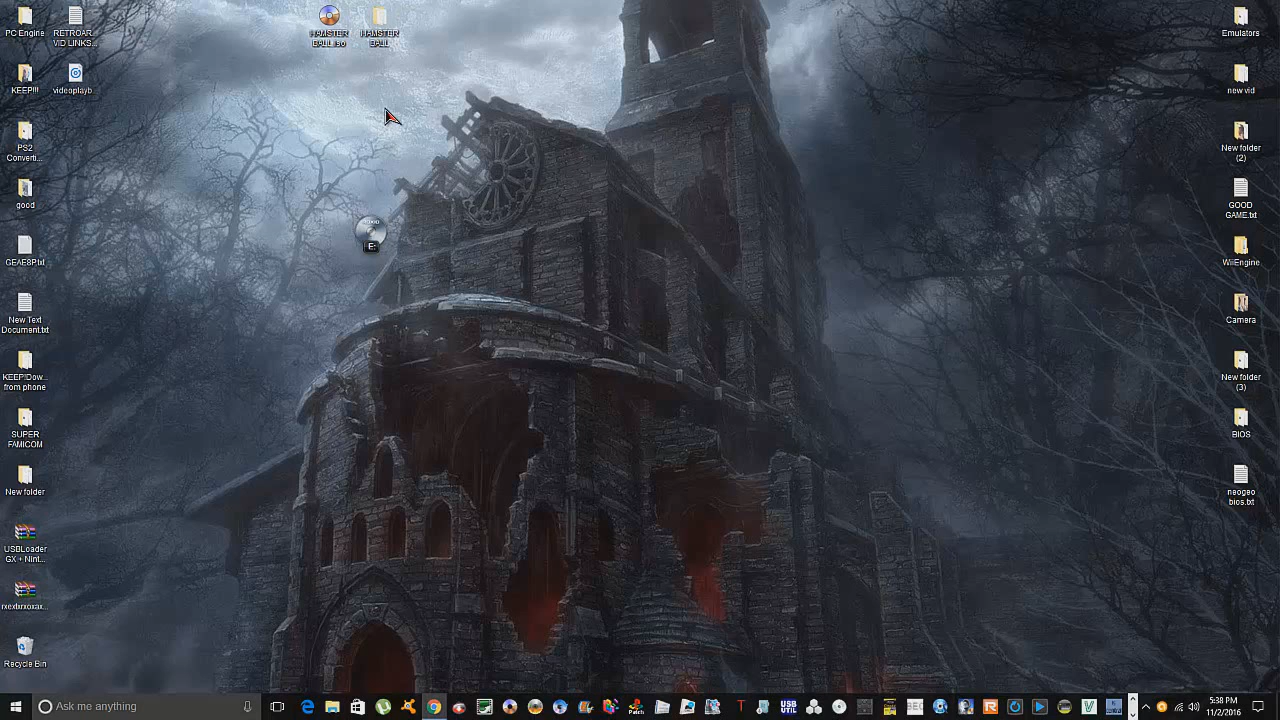 PC Engine
RETROAR...
VID LINKS...
HAMSTER
BALL.iso
HAMSTER
BALL
Emulators
KEEP!!!
videoplayb
new vid
PS2
Converti...
New folder
(2)
good
GOOD
GAME.txt
E:
GEAE8P.txt
WiiEngine
New Text
Document.txt
Camera
KEEP!Dow...
from phone
New folder
(3)
SUPER
FAMICOM
BIOS
New folder
neogeo
bios.txt
USBLoader
GX + Nint...
Recycle Bin
Ask me anything
USB
UTIL
5:28 PM
11/2/2016